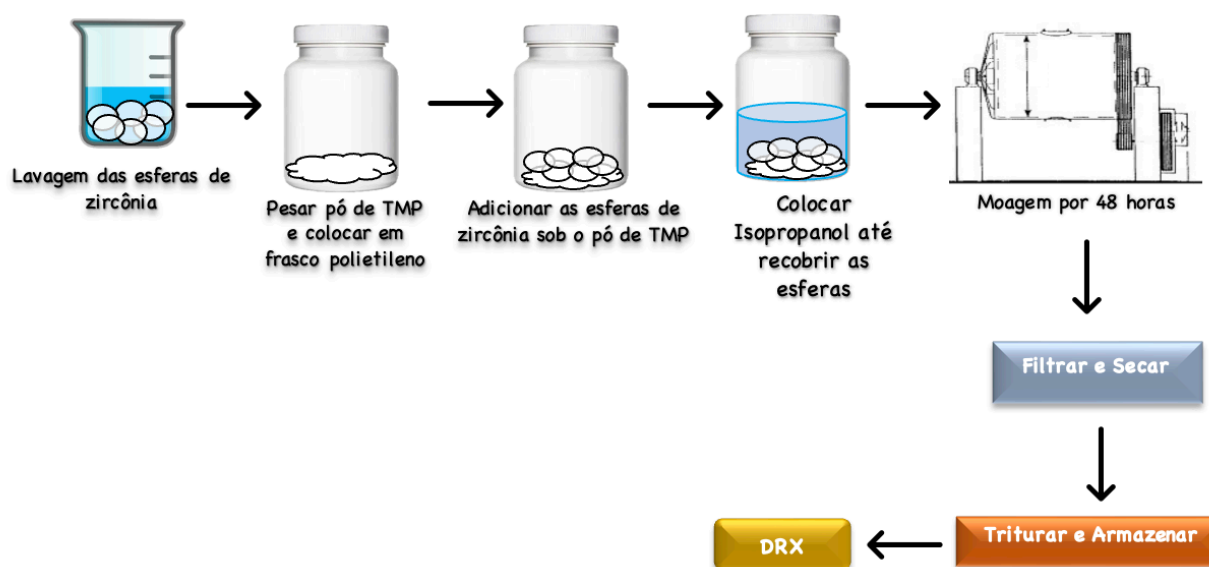 Lavagem das esferas de
zircônia
Pesar pó de TMP
e colocar em
frasco polietileno
Adicionar as esferas de
zircônia sob o pó de TMP
Colocar
Isopropanol até
recobrir as
esferas
Moagem por 48 horas
Filtrar e Secar
Triturar e Armazenar
DRX